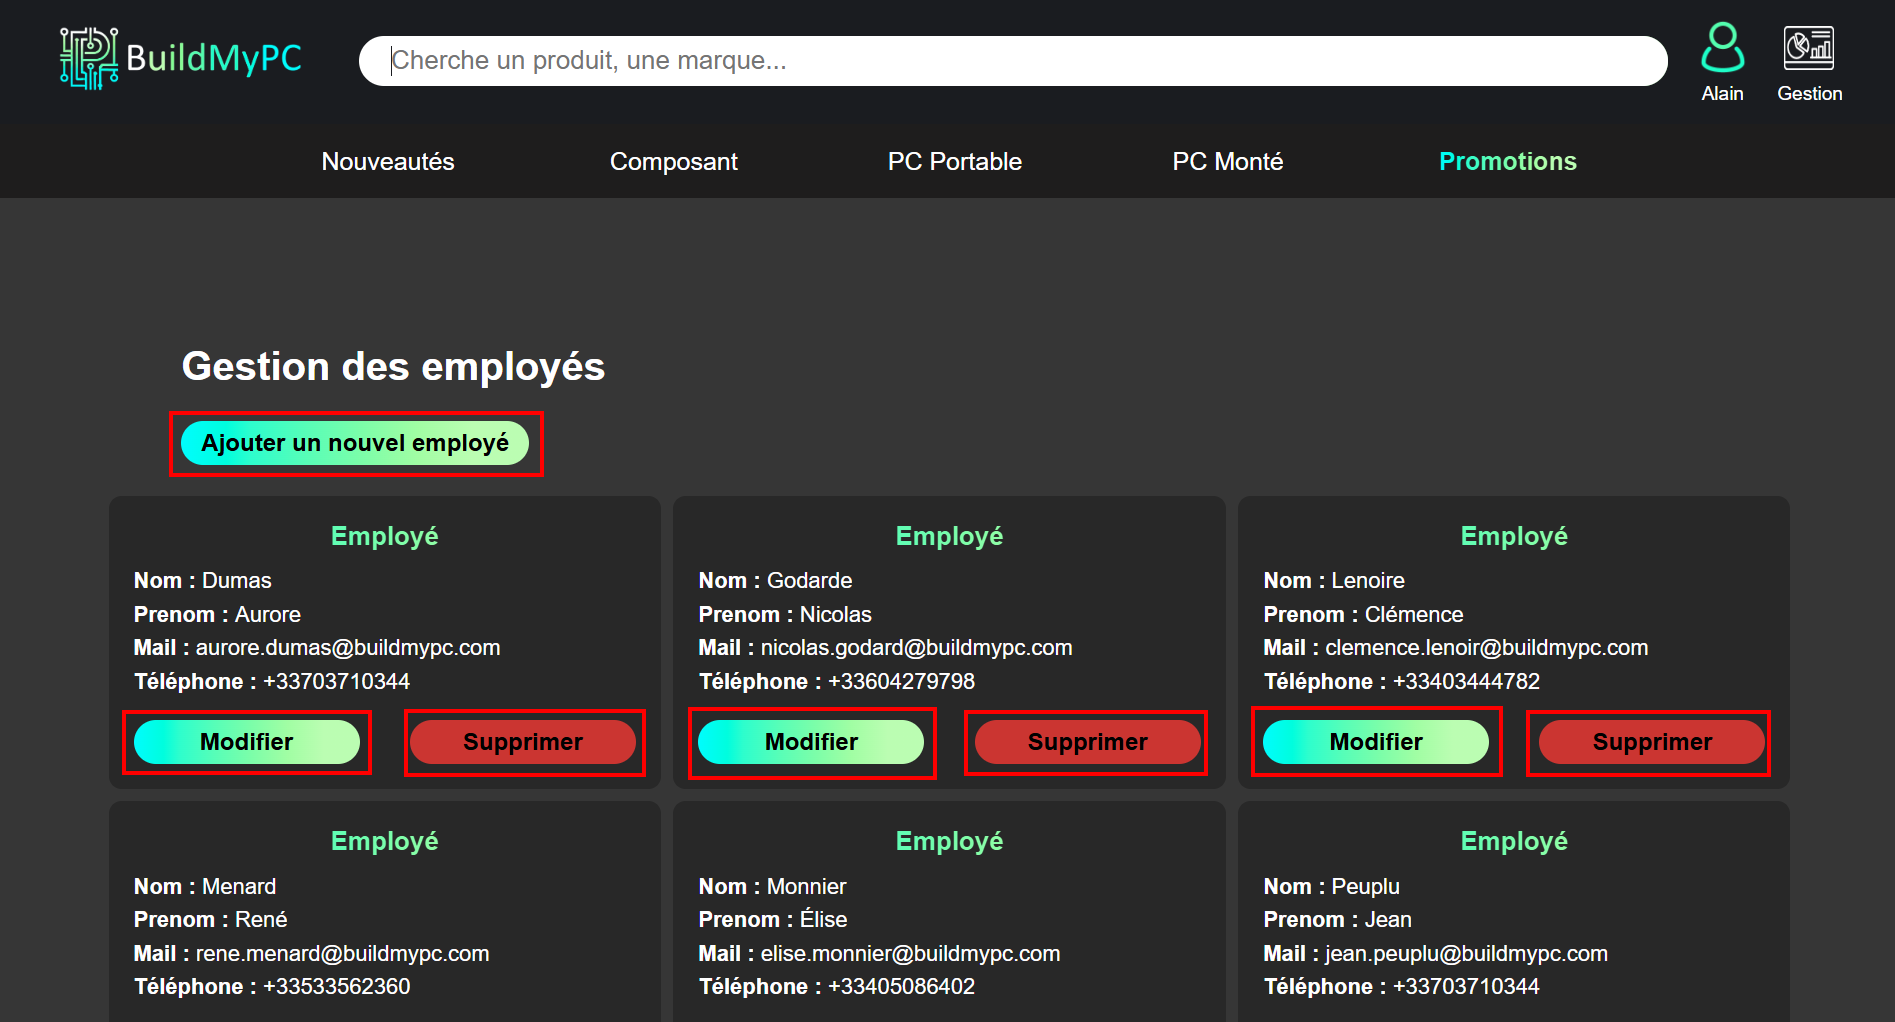 BuildMyPC
Cherche un produit, une marque...
Alain
Gestion
Nouveautés
Composant
PC Portable
PC Monté
Promotions
Gestion des employés
Ajouter un nouvel employé
Employé
Nom : Dumas
Prenom : Aurore
Mail : aurore.dumas@buildmypc.com
Téléphone : +33703710344
Modifier
Supprimer
Employé
Nom : Godarde
Prenom : Nicolas
Mail : nicolas.godard@buildmypc.com
Téléphone : +33604279798
Modifier
Supprimer
Employé
Nom : Lenoire
Prenom : Clémence
Mail : clemence.lenoir@buildmypc.com
Téléphone : +33403444782
Modifier
Supprimer
Employé
Nom : Menard
Prenom : René
Mail : rene.menard@buildmypc.com
Téléphone : +33533562360
Employé
Nom : Monnier
Prenom : Élise
Mail : elise.monnier@buildmypc.com
Téléphone : +33405086402
Employé
Nom : Peuplu
Prenom : Jean
Mail : jean.peuplu@buildmypc.com
Téléphone : +33703710344